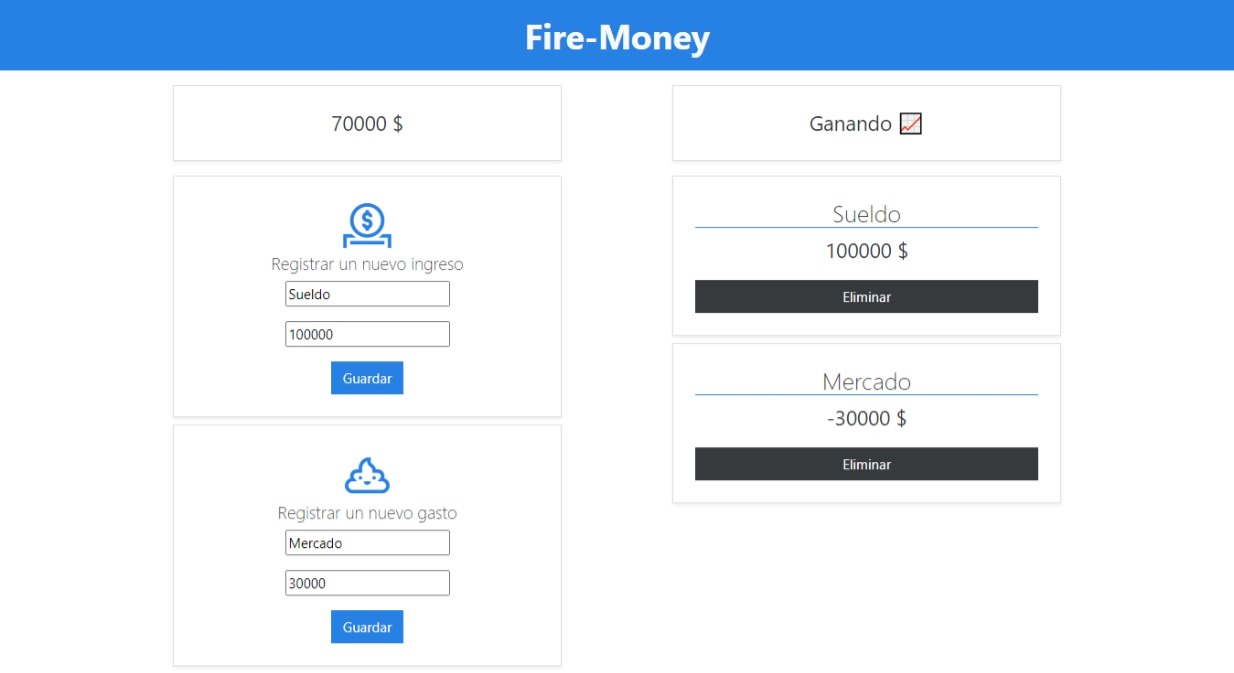 Fire-Money
70000 $
Ganando
Registrar un nuevo ingreso
Sueldo
100000
Guardar
Registrar un nuevo gasto
Mercado
30000
Guardar
Sueldo
100000 $
Eliminar
Mercado
-30000 $
Eliminar